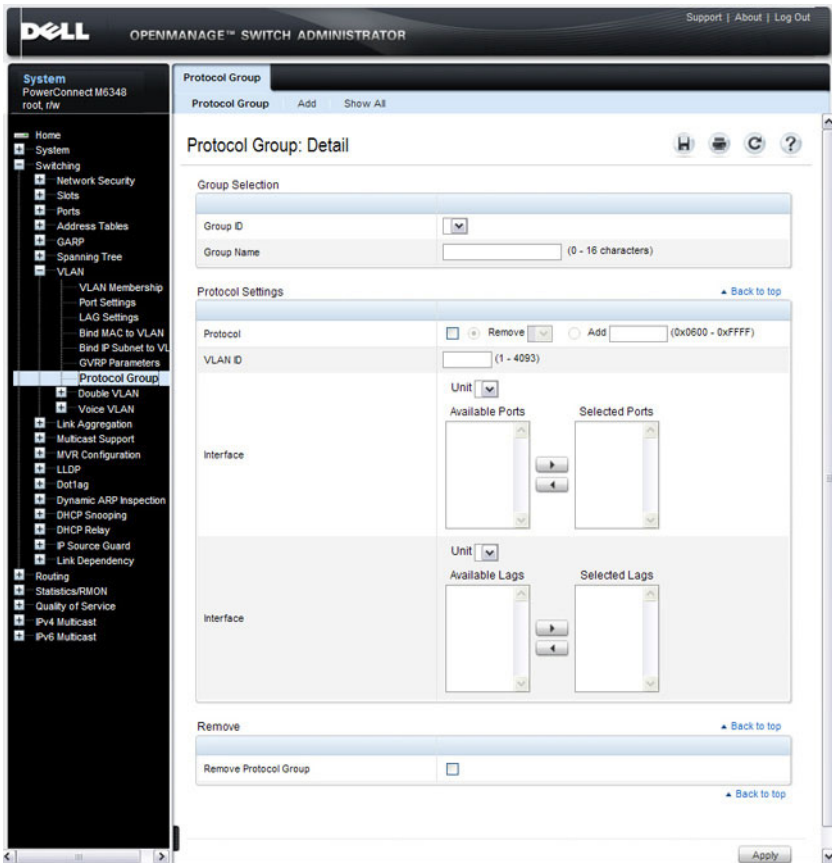 DELL
OPENMANAGE™ SWITCH ADMINISTRATOR
Support | About | Log Out
System
PowerConnect M6348
root, r/w
Home
System
Switching
Network Security
Slots
Ports
Address Tables
GARP
Spanning Tree
VLAN
VLAN Membership
Port Settings
LAG Settings
Bind MAC to VLAN
Bind IP Subnet to VL
GVRP Parameters
Protocol Group
Double VLAN
Voice VLAN
Link Aggregation
Multicast Support
MVR Configuration
LLDP
Dot1ag
Dynamic ARP Inspection
DHCP Snooping
DHCP Relay
IP Source Guard
Link Dependency
Routing
Statistics/RMON
Quality of Service
IPv4 Multicast
IPv6 Multicast
Protocol Group
Protocol Group Add Show All
Protocol Group: Detail
Group Selection
Group ID
Group Name (0 - 16 characters)
Protocol Settings Back to top
Protocol Remove Add (0x0600 - 0xFFFF)
VLAN ID (1 - 4093)
Unit
Available Ports Selected Ports
Interface
Unit
Available Lags Selected Lags
Interface
Remove Back to top
Remove Protocol Group
Back to top
Apply